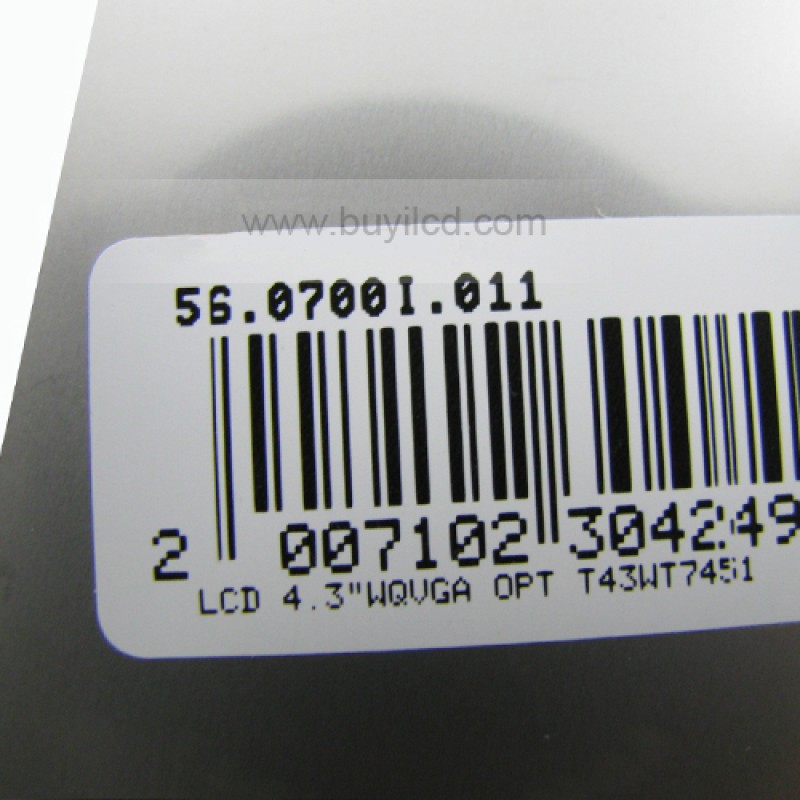 www.buyilcd.com
56.0700I.011
2 007102 304249
LCD 4.3"WQVGA OPT T43WT7451